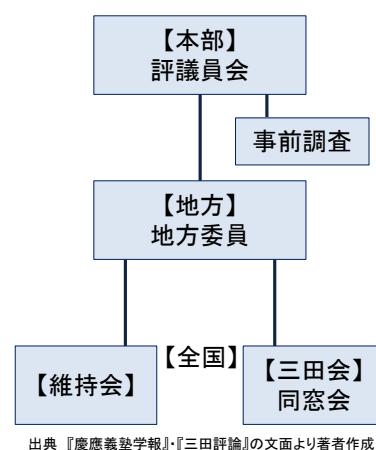 【本部】
評議員会
事前調査
【地方】
地方委員
【維持会】
【全国】
【三田会】
同窓会
出典 『慶應義塾学報』・『三田評論』の文面より著者作成